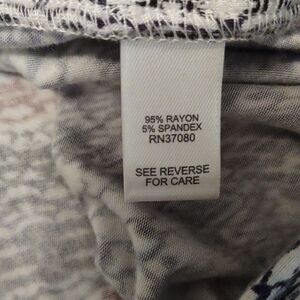 95% RAYON
5% SPANDEX
RN37080
SEE REVERSE
FOR CARE